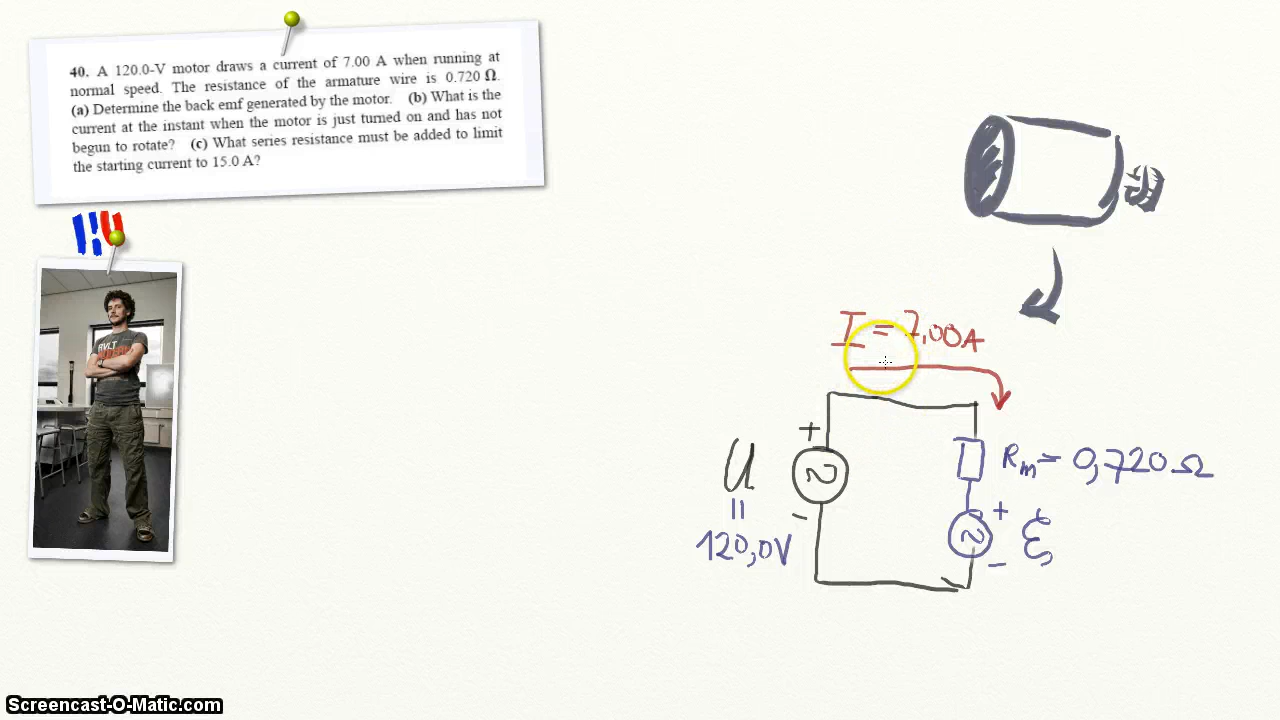 40. A 120.0-V motor draws a current of 7.00 A when running at
normal speed. The resistance of the armature wire is 0.720 Ω.
(a) Determine the back emf generated by the motor. (b) What is the
current at the instant when the motor is just turned on and has not
begun to rotate? (c) What series resistance must be added to limit
the starting current to 15.0 A?
I = 7,00A
+
U
=
120,0V
-
Rm = 0,720 Ω
+
ξ
-
Screencast-O-Matic.com